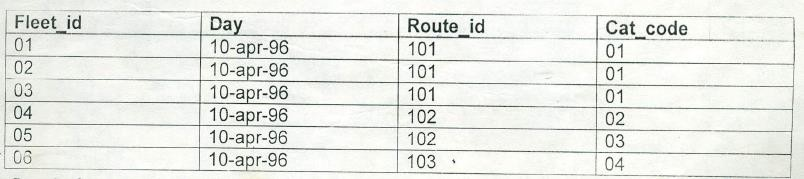 Fleet_id Day Route_id Cat_code
01 10-apr-96 101 01
02 10-apr-96 101 01
03 10-apr-96 101 01
04 10-apr-96 102 02
05 10-apr-96 102 03
06 10-apr-96 103 04